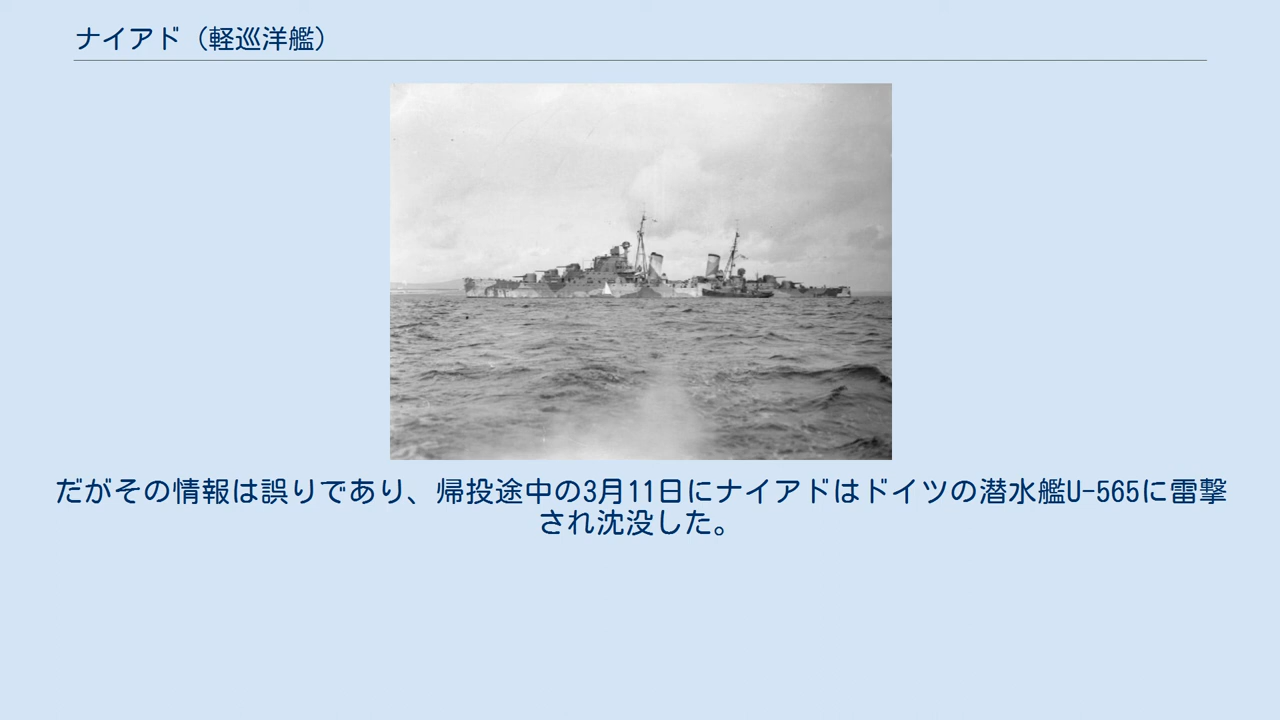 ナイアド（軽巡洋艦）
だがその情報は誤りであり、帰投途中の3月11日にナイアドはドイツの潜水艦U-565に雷撃
され沈没した。